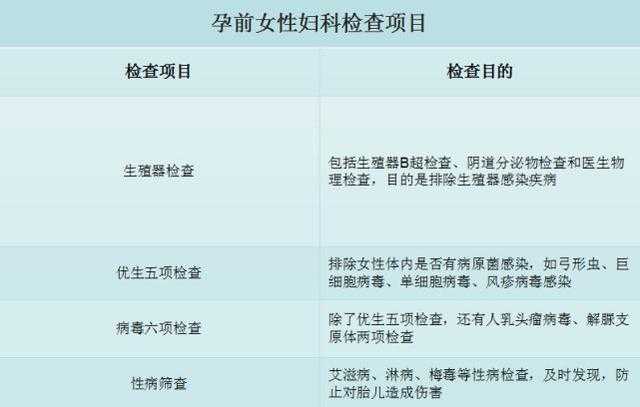 孕前女性妇科检查项目
检查项目
检查目的
生殖器检查
包括生殖器B超检查、阴道分泌物检查和医生物
理检查，目的是排除生殖器感染疾病
优生五项检查
排除女性体内是否有病原菌感染，如弓形虫、巨
细胞病毒、单细胞病毒、风疹病毒感染
病毒六项检查
除了优生五项检查，还有人乳头瘤病毒、解脲支
原体两项检查
性病筛查
艾滋病、淋病、梅毒等性病检查，及时发现，防
止对胎儿造成伤害